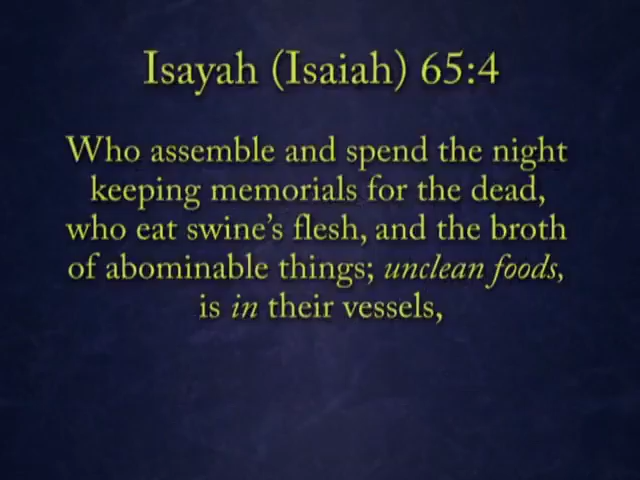 Isayah (Isaiah) 65:4
Who assemble and spend the night
keeping memorials for the dead,
who eat swine's flesh, and the broth
of abominable things; unclean foods,
is in their vessels,